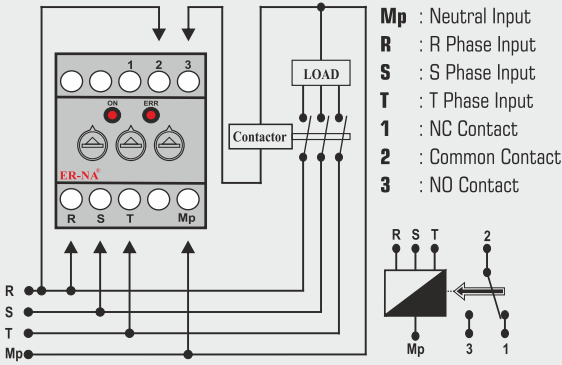 Mp : Neutral Input
R : R Phase Input
S : S Phase Input
T : T Phase Input
1 : NC Contact
2 : Common Contact
3 : NO Contact
1 2 3
ON ERR
ER-NA®
R S T Mp
LOAD
Contactor
R
S
T
Mp
R S T 2
Mp 3 1